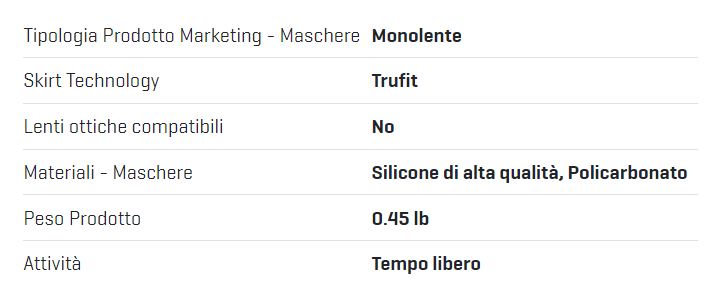 Tipologia Prodotto Marketing - Maschere Monolente
Skirt Technology Trufit
Lenti ottiche compatibili No
Materiali - Maschere Silicone di alta qualità, Policarbonato
Peso Prodotto 0.45 lb
Attività Tempo libero